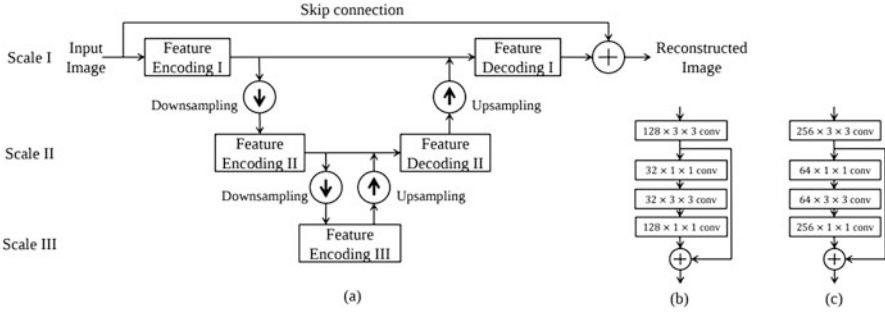 Skip connection
Scale I
Input
Image
Feature
Encoding I
Feature
Decoding I
Reconstructed
Image
Downsampling
Upsampling
Scale II
Feature
Encoding II
Feature
Decoding II
Downsampling
Upsampling
Scale III
Feature
Encoding III
(a)
128 × 3 × 3 conv
32 × 1 × 1 conv
32 × 3 × 3 conv
128 × 1 × 1 conv
(b)
256 × 3 × 3 conv
64 × 1 × 1 conv
64 × 3 × 3 conv
256 × 1 × 1 conv
(c)